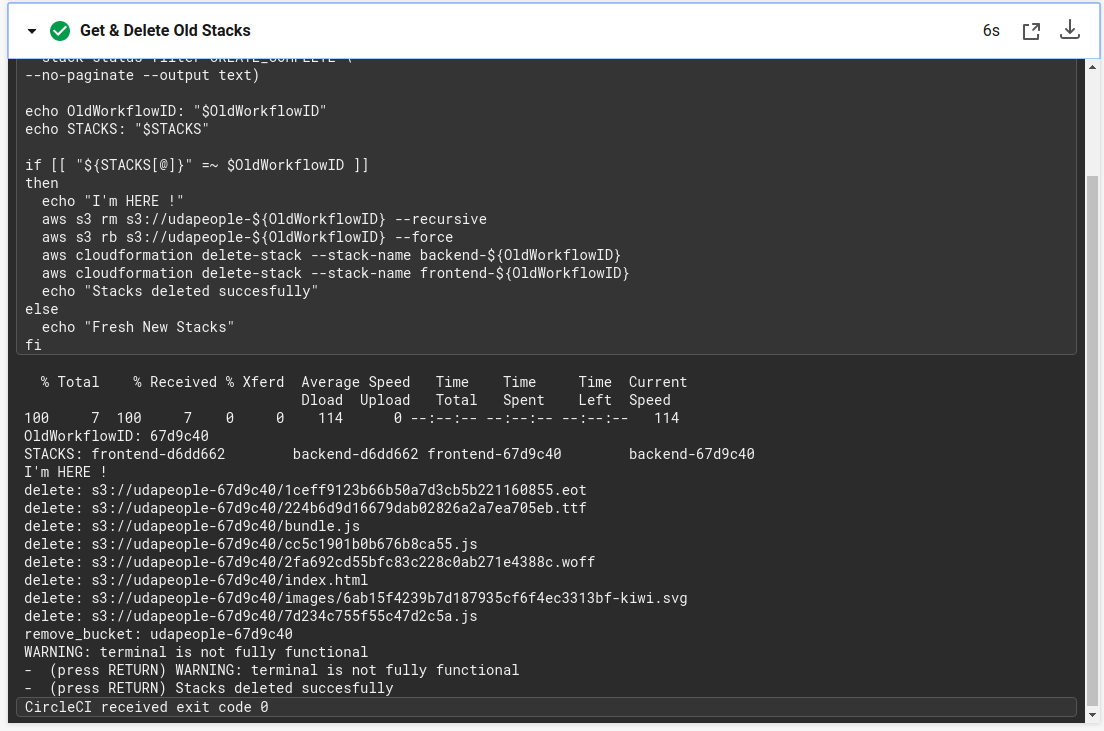 Get & Delete Old Stacks
6s
--no-paginate --output text)
echo OldWorkflowID: "$OldWorkflowID"
echo STACKS: "$STACKS"
if [[ "${STACKS[@]}" =~ $OldWorkflowID ]]
then
  echo "I'm HERE !"
  aws s3 rm s3://udapeople-${OldWorkflowID} --recursive
  aws s3 rb s3://udapeople-${OldWorkflowID} --force
  aws cloudformation delete-stack --stack-name backend-${OldWorkflowID}
  aws cloudformation delete-stack --stack-name frontend-${OldWorkflowID}
  echo "Stacks deleted succesfully"
else
  echo "Fresh New Stacks"
fi
  % Total    % Received % Xferd  Average Speed   Time    Time     Time  Current
                                 Dload  Upload   Total   Spent    Left  Speed
100     7  100     7    0     0    114      0 --:--:-- --:--:-- --:--:--   114
OldWorkflowID: 67d9c40
STACKS: frontend-d6dd662        backend-d6dd662 frontend-67d9c40        backend-67d9c40
I'm HERE !
delete: s3://udapeople-67d9c40/1ceff9123b66b50a7d3cb5b221160855.eot
delete: s3://udapeople-67d9c40/224b6d9d16679dab02826a2a7ea705eb.ttf
delete: s3://udapeople-67d9c40/bundle.js
delete: s3://udapeople-67d9c40/cc5c1901b0b676b8ca55.js
delete: s3://udapeople-67d9c40/2fa692cd55bfc83c228c0ab271e4388c.woff
delete: s3://udapeople-67d9c40/index.html
delete: s3://udapeople-67d9c40/images/6ab15f4239b7d187935cf6f4ec3313bf-kiwi.svg
delete: s3://udapeople-67d9c40/7d234c755f55c47d2c5a.js
remove_bucket: udapeople-67d9c40
WARNING: terminal is not fully functional
-  (press RETURN) WARNING: terminal is not fully functional
-  (press RETURN) Stacks deleted succesfully
CircleCI received exit code 0